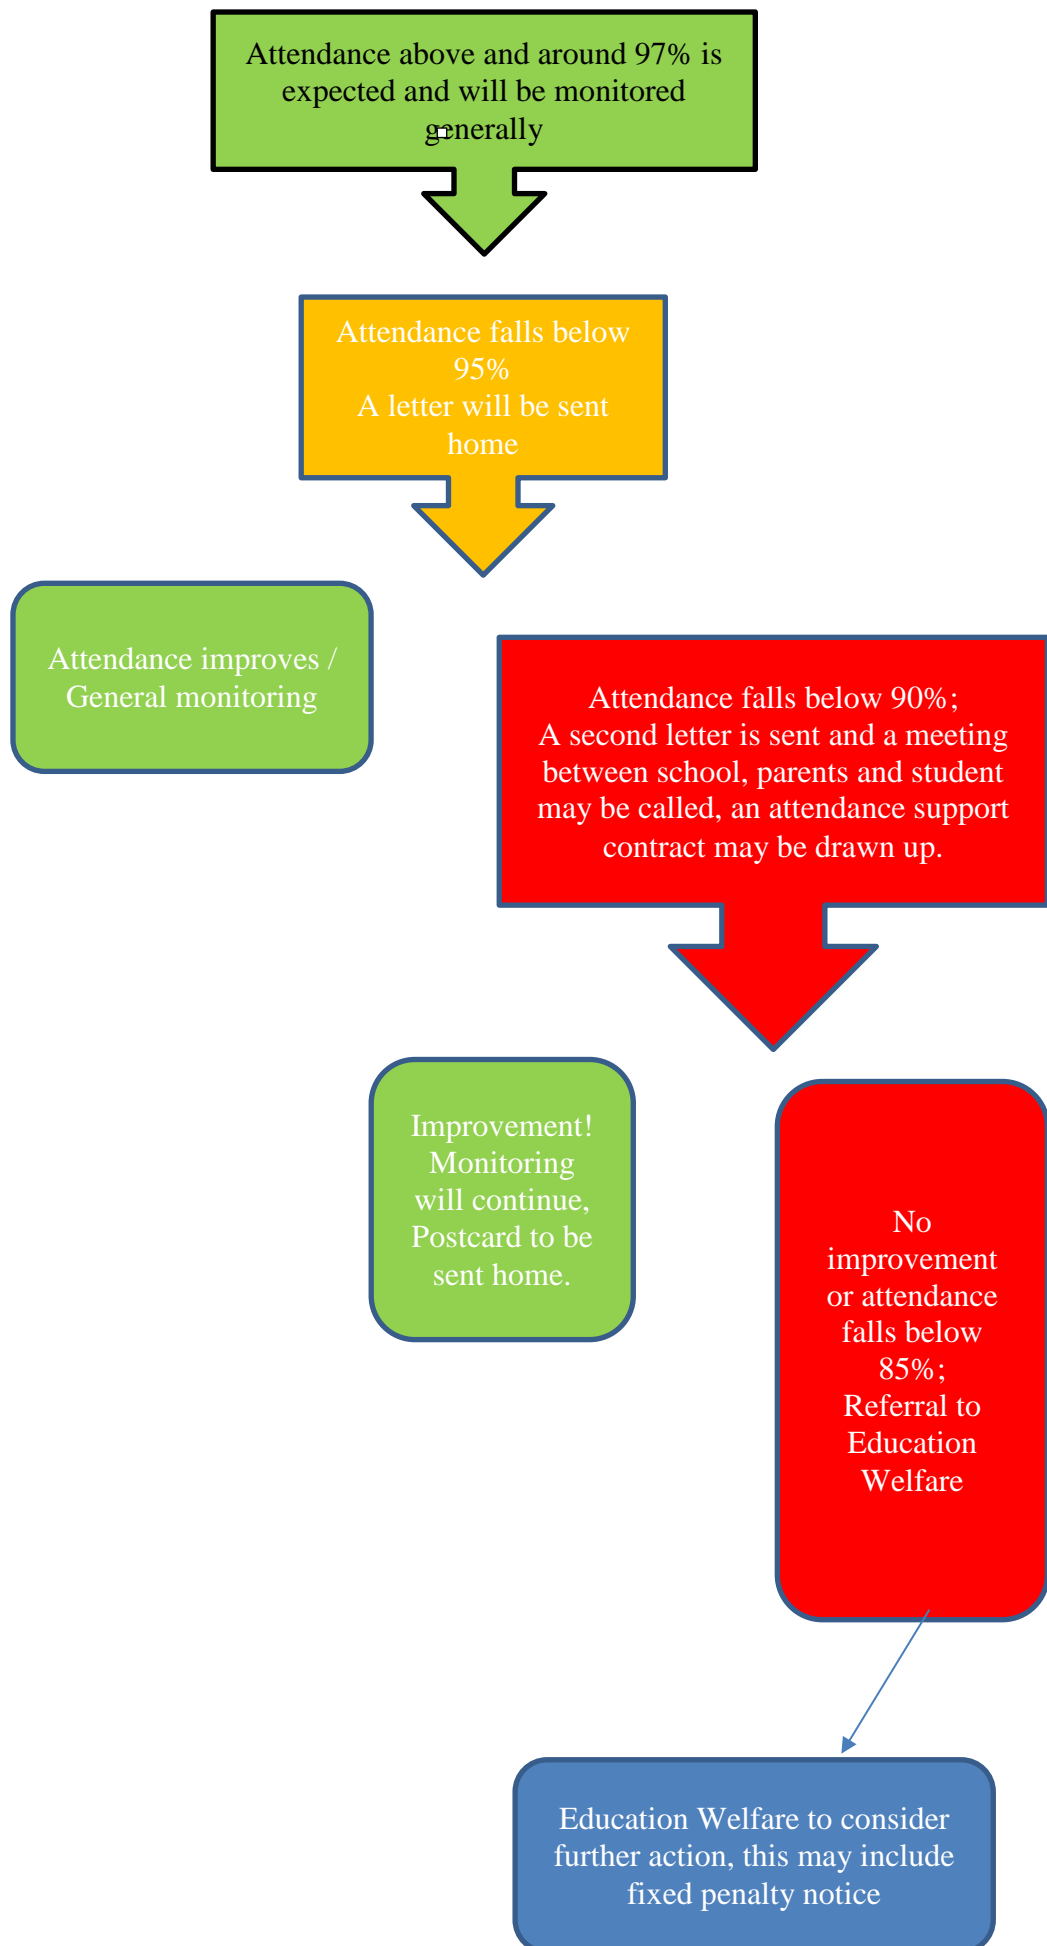 Attendance above and around 97% is
expected and will be monitored
generally
Attendance falls below
95%
A letter will be sent
home
Attendance improves /
General monitoring
Attendance falls below 90%;
A second letter is sent and a meeting
between school, parents and student
may be called, an attendance support
contract may be drawn up.
Improvement!
Monitoring
will continue,
Postcard to be
sent home.
No
improvement
or attendance
falls below
85%;
Referral to
Education
Welfare
Education Welfare to consider
further action, this may include
fixed penalty notice